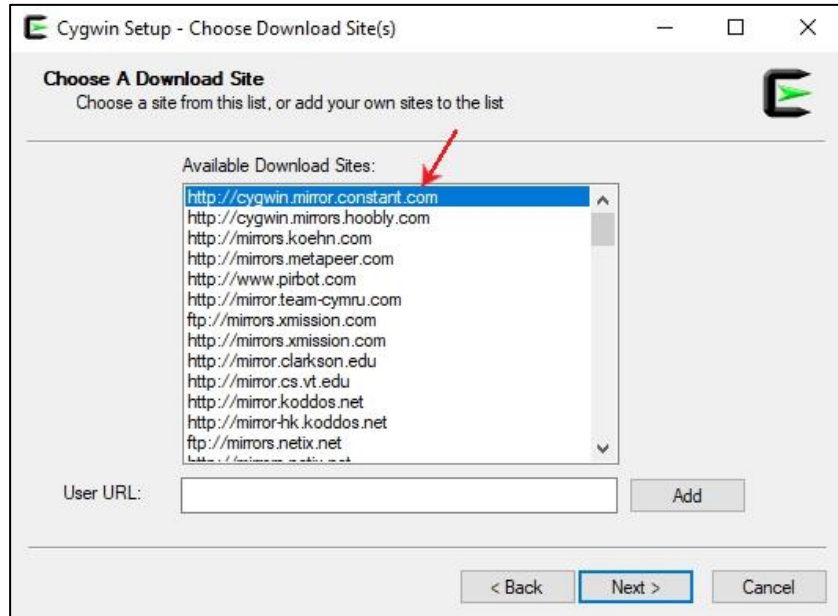 Cygwin Setup - Choose Download Site(s)
Choose A Download Site
Choose a site from this list, or add your own sites to the list
Available Download Sites:
http://cygwin.mirror.constant.com
http://cygwin.mirrors.hoobly.com
http://mirrors.koehn.com
http://mirrors.metapeer.com
http://www.pirbot.com
http://mirror.team-cymru.com
ftp://mirrors.xmission.com
http://mirrors.xmission.com
http://mirror.clarkson.edu
http://mirror.cs.vt.edu
http://mirror.koddos.net
http://mirror-hk.koddos.net
ftp://mirrors.netix.net
User URL:
Add
< Back
Next >
Cancel